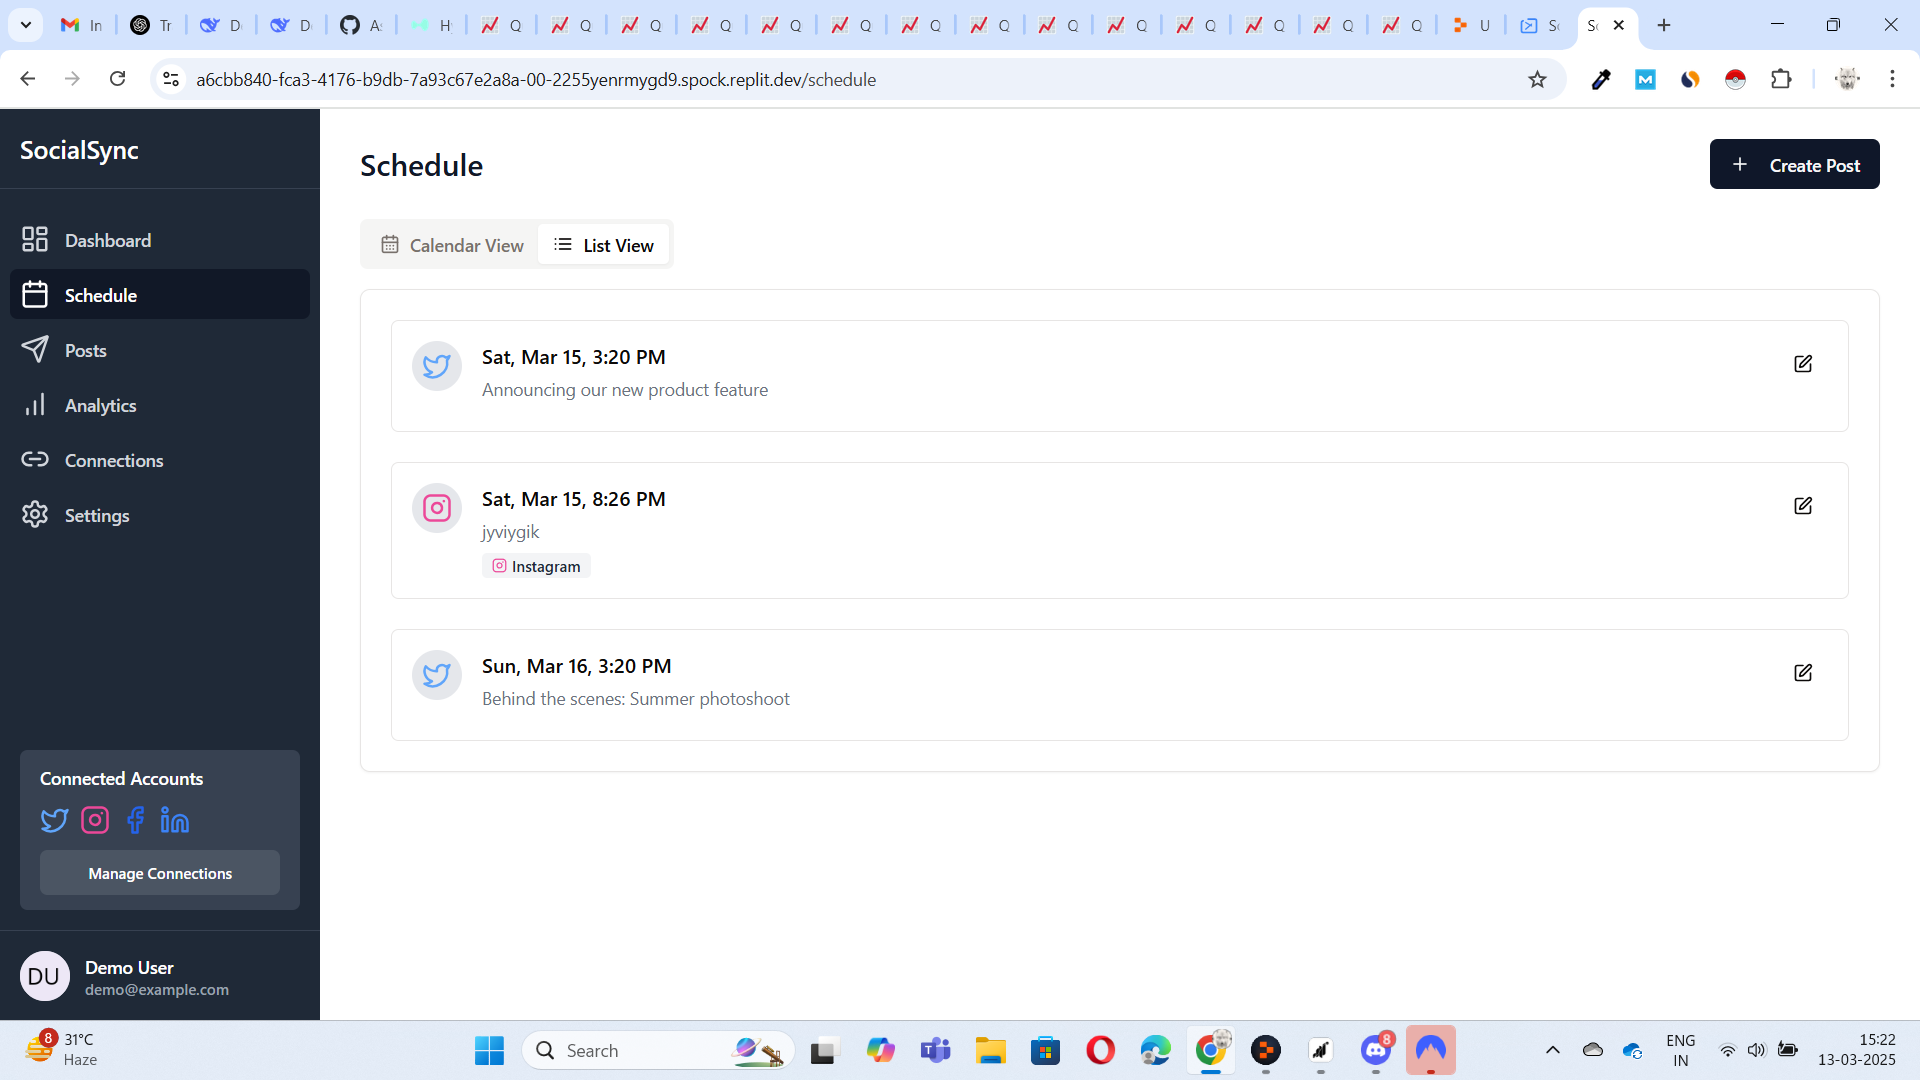 In
Tr
D
D
A
H
Q
Q
Q
Q
Q
Q
Q
Q
Q
Q
Q
Q
Q
Q
U
Sc
Sc
a6cbb840-fca3-4176-b9db-7a93c67e2a8a-00-2255yenrmygd9.spock.replit.dev/schedule
SocialSync
Dashboard
Schedule
Posts
Analytics
Connections
Settings
Connected Accounts
Manage Connections
DU
Demo User
demo@example.com
Schedule
Create Post
Calendar View
List View
Sat, Mar 15, 3:20 PM
Announcing our new product feature
Sat, Mar 15, 8:26 PM
jyviygik
Instagram
Sun, Mar 16, 3:20 PM
Behind the scenes: Summer photoshoot
8
31°C
Haze
Search
8
ENG
IN
15:22
13-03-2025